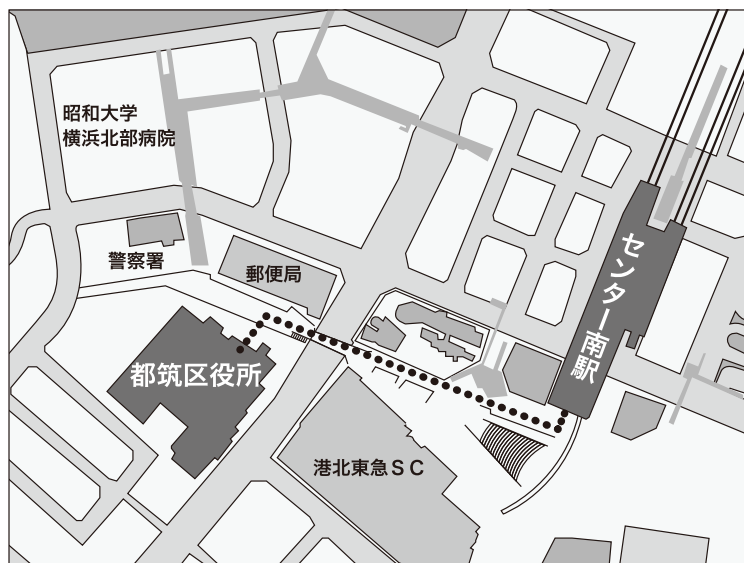 昭和大学
横浜北部病院
警察署
郵便局
センター南駅
都筑区役所
港北東急ＳＣ